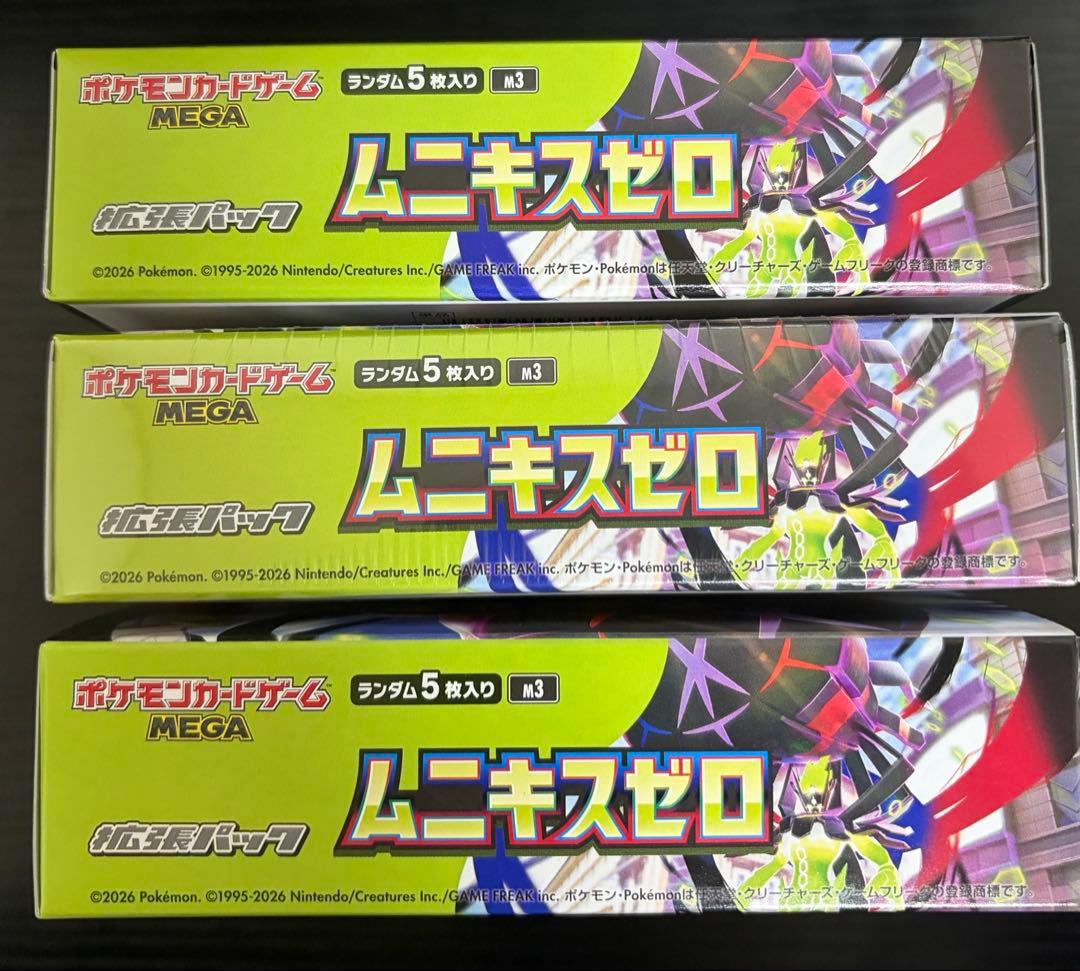 ポケモンカードゲーム
MEGA
ランダム5枚入り M3
ムニキスゼロ
拡張パック
©2026 Pokémon. ©1995-2026 Nintendo/Creatures Inc./GAME FREAK inc. ポケモン・Pokémonは任天堂・クリーチャーズ・ゲームフリークの登録商標です。
ポケモンカードゲーム
MEGA
ランダム5枚入り M3
ムニキスゼロ
拡張パック
©2026 Pokémon. ©1995-2026 Nintendo/Creatures Inc./GAME FREAK inc. ポケモン・Pokémonは任天堂・クリーチャーズ・ゲームフリークの登録商標です。
ポケモンカードゲーム
MEGA
ランダム5枚入り M3
ムニキスゼロ
拡張パック
©2026 Pokémon. ©1995-2026 Nintendo/Creatures Inc./GAME FREAK inc. ポケモン・Pokémonは任天堂・クリーチャーズ・ゲームフリークの登録商標です。